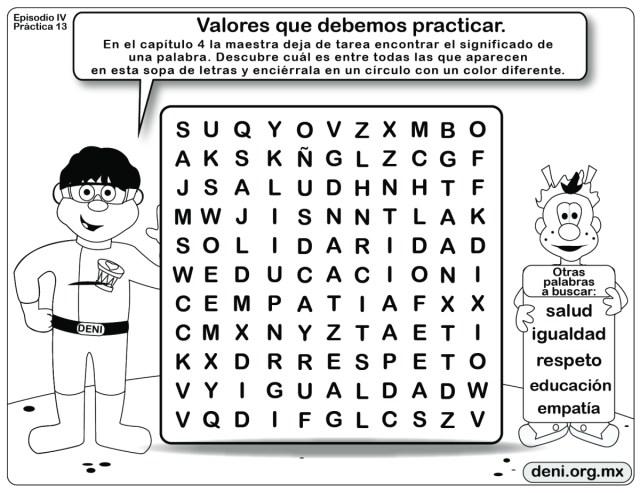 Episodio IV
Práctica 13
Valores que debemos practicar.
En el capítulo 4 la maestra deja de tarea encontrar el significado de
una palabra. Descubre cuál es entre todas las que aparecen
en esta sopa de letras y enciérrala en un círculo con un color diferente.
S U Q Y O V Z X M B O
A K S K Ñ G L Z C G F
J S A L U D H N H T F
M W J I S N N T L A K
S O L I D A R I D A D
W E D U C A C I O N I
C E M P A T I A F X X
C M X N Y Z T A E T I
K X D R R E S P E T O
V Y I G U A L D A D W
V Q D I F G L C S Z V
DENI
Otras
palabras
a buscar:
salud
igualdad
respeto
educación
empatía
deni.org.mx